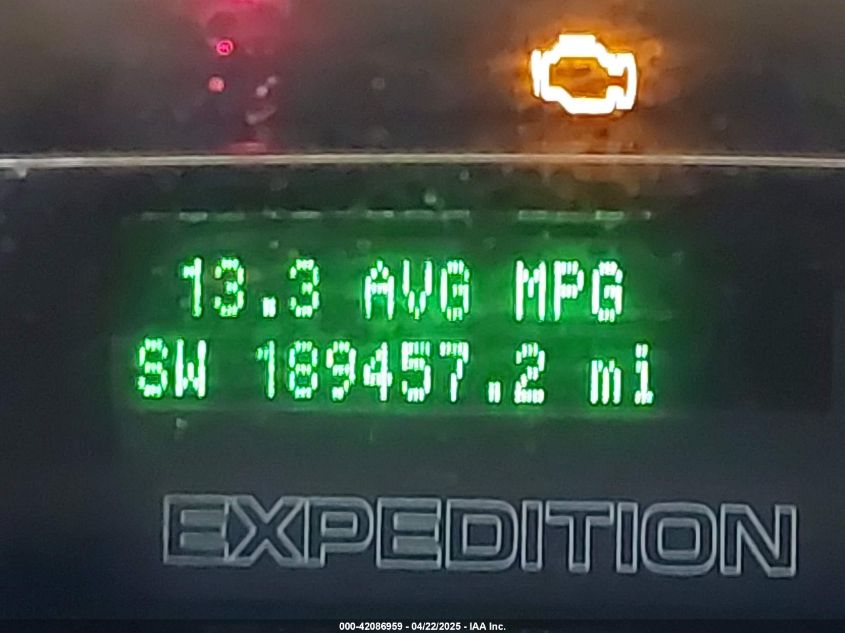 13.3 AVG MPG
SW 189457.2 mi
EXPEDITION
000-42086959 - 04/22/2025 - IAA Inc.